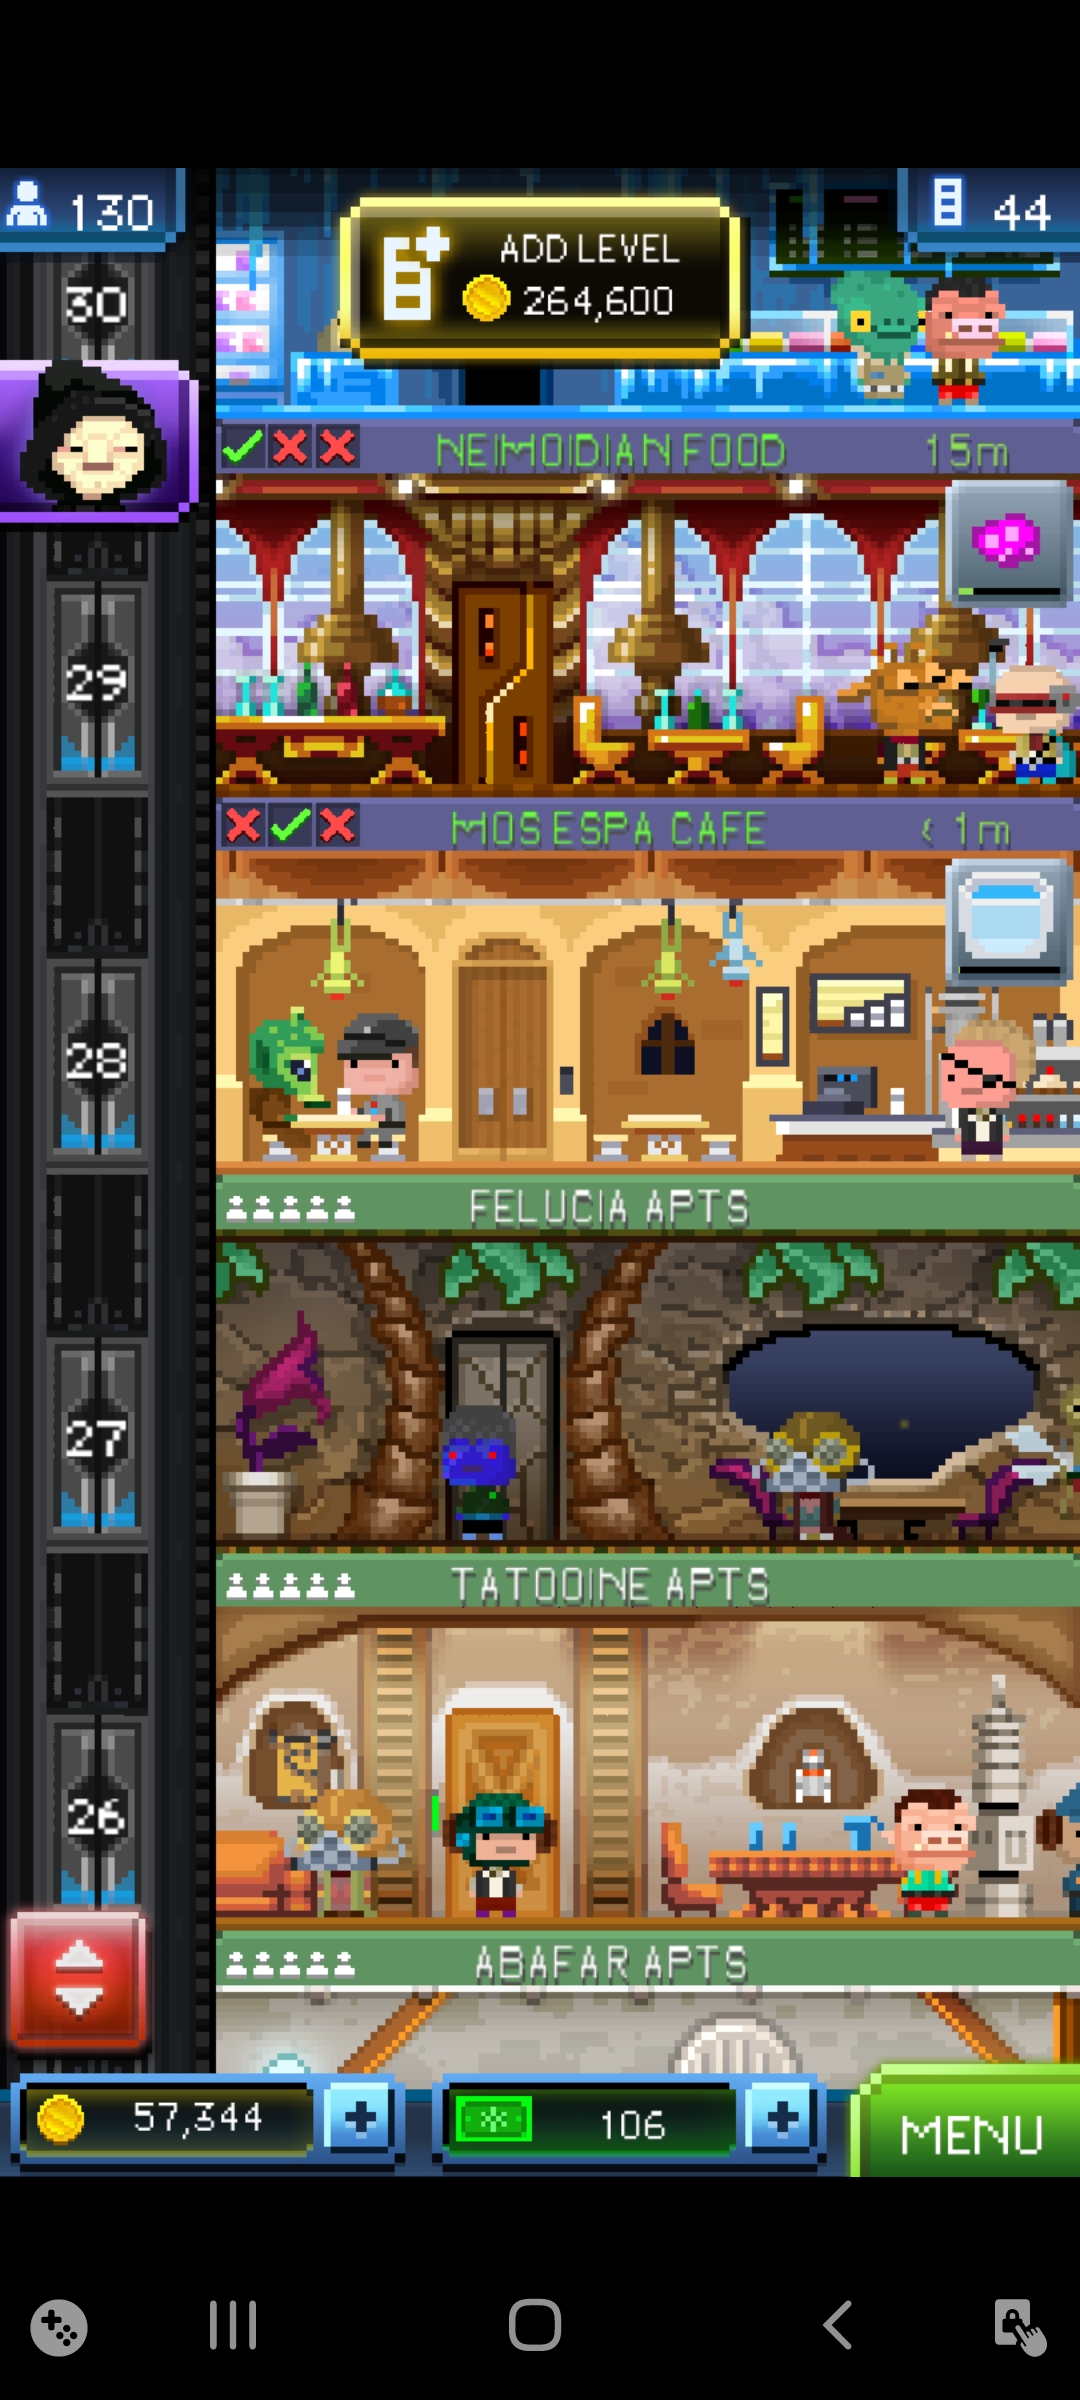 130
ADD LEVEL
264,600
44
30
NEIMOIDIAN FOOD 15m
29
MOS ESPA CAFE < 1m
28
FELUCIA APTS
27
TATOOINE APTS
26
ABAFAR APTS
57,344
106
MENU